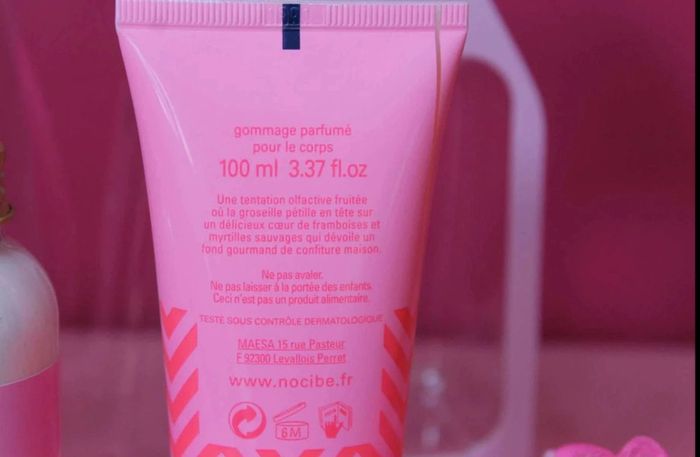 gommage parfumé
pour le corps
100 ml 3.37 fl.oz
Une tentation olfactive fruitée
où la groseille pétille en tête sur
un délicieux cœur de framboises et
myrtilles sauvages qui dévoile un
fond gourmand de confiture maison.
Ne pas avaler.
Ne pas laisser à la portée des enfants.
Ceci n'est pas un produit alimentaire.
TESTÉ SOUS CONTRÔLE DERMATOLOGIQUE
MAESA 15 rue Pasteur
F 92300 Levallois Perret
www.nocibe.fr
6M